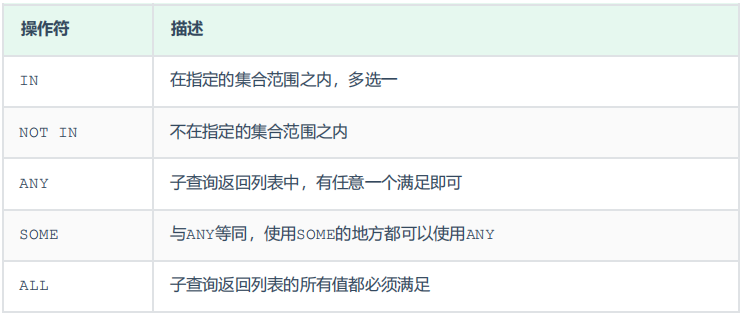 操作符 描述
IN 在指定的集合范围之内，多选一
NOT IN 不在指定的集合范围之内
ANY 子查询返回列表中，有任意一个满足即可
SOME 与ANY等同，使用SOME的地方都可以使用ANY
ALL 子查询返回列表的所有值都必须满足